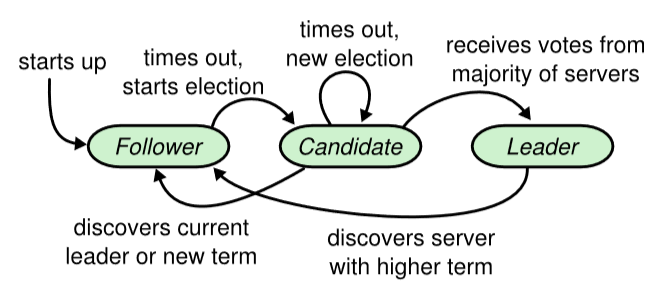 starts up
times out,
starts election
times out,
new election
receives votes from
majority of servers
Follower
Candidate
Leader
discovers current
leader or new term
discovers server
with higher term